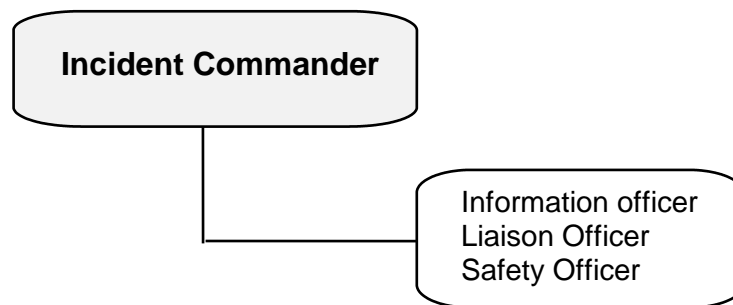 Incident Commander
Information officer
Liaison Officer
Safety Officer